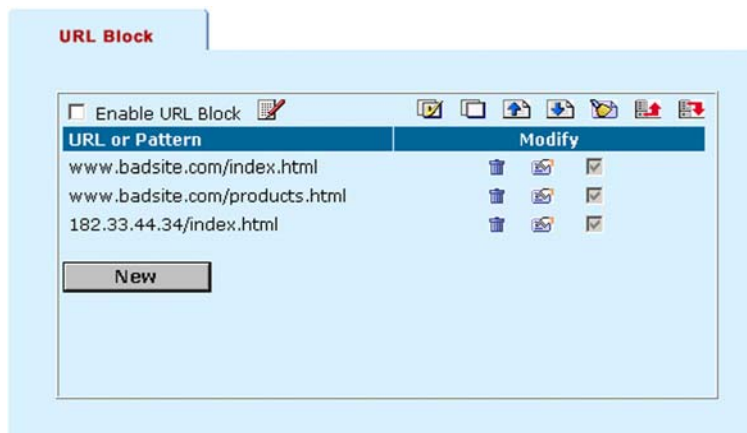 URL Block
Enable URL Block
URL or Pattern Modify
www.badsite.com/index.html
www.badsite.com/products.html
182.33.44.34/index.html
New